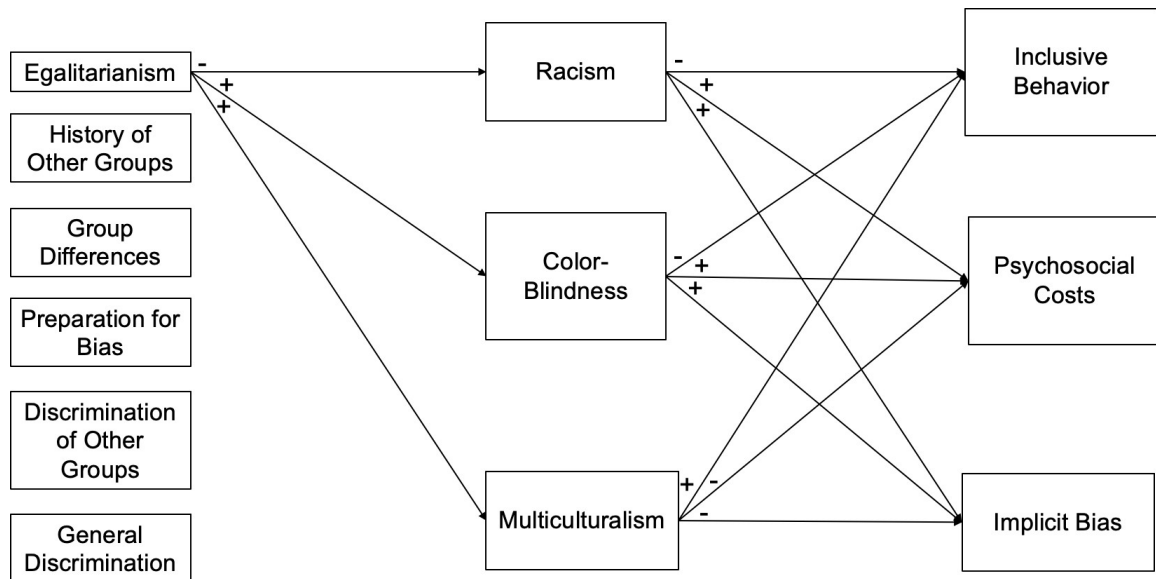 Egalitarianism
-
+
+
History of
Other Groups
Group
Differences
Preparation for
Bias
Discrimination
of Other
Groups
General
Discrimination
Racism
-
+
+
Color-
Blindness
-
+
+
Multiculturalism
+
-
-
Inclusive
Behavior
Psychosocial
Costs
Implicit Bias